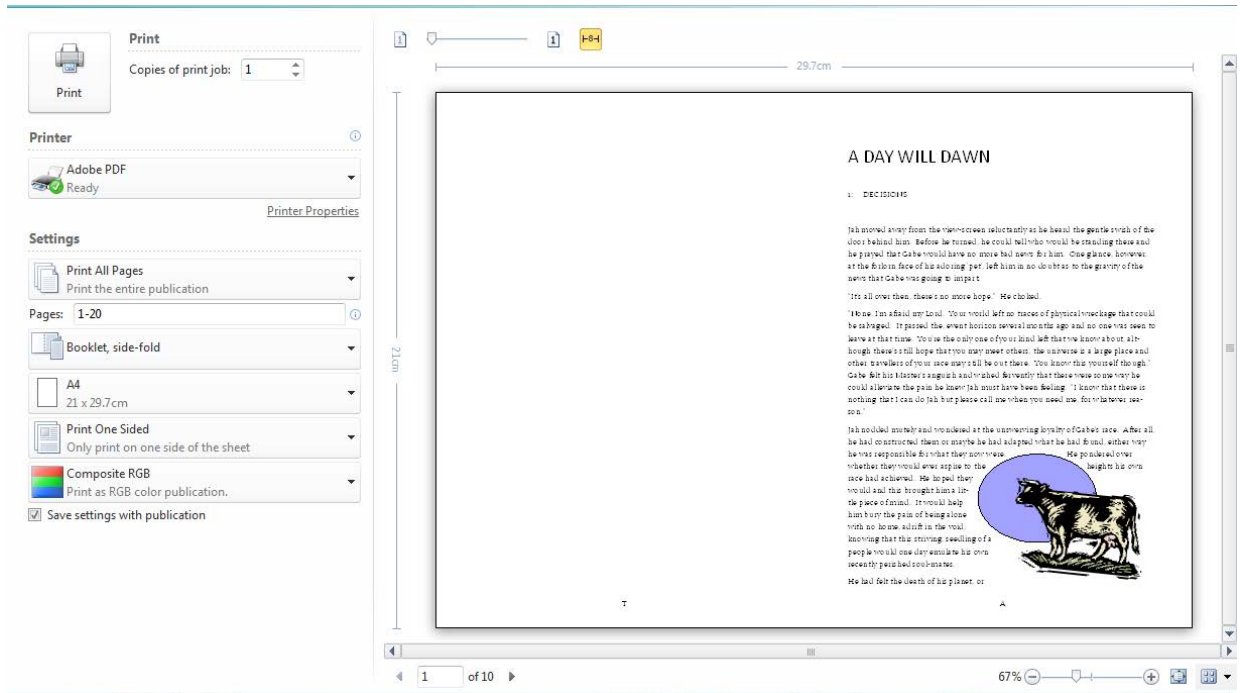 Print
Print
Copies of print job: 1
Printer
Adobe PDF
Ready
Printer Properties
Settings
Print All Pages
Print the entire publication
Pages: 1-20
Booklet, side-fold
A4
21 x 29.7cm
Print One Sided
Only print on one side of the sheet
Composite RGB
Print as RGB color publication.
Save settings with publication
1
1
29.7cm
21cm
A DAY WILL DAWN
1: DECISIONS
Jah moved away from the view-screen reluctantly as he heard the gentle swish of the
door behind him. Before he turned, he could tell who would be standing there and
he prayed that Gabe would have no more bad news for him. One glance, however,
at the forlorn face of his adoring 'pet', left him in no doubt as to the gravity of the
news that Gabe was going to impart.
"It's all over then, there's no more hope." He choked.
"None, I'm afraid my Lord. Your world left no traces of physical wreckage that could
be salvaged. It passed the event horizon several months ago and no one was seen to
leave at that time. You're the only one of your kind left that we know about, alt-
hough there's still hope that you may meet others; the universe is a large place and
other travellers of your race may still be out there. You know this yourself though."
Gabe felt his Master's anguish and wished fervently that there were some way he
could alleviate the pain he knew Jah must have been feeling. "I know that there is
nothing that I can do Jah but please call me when you need me, for whatever rea-
son."
Jah nodded mutely and wondered at the unswerving loyalty of Gabe's race. After all,
he had constructed them or maybe he had adapted what he had found, either way
he was responsible for what they now were. He pondered over
whether they would ever aspire to the heights his own
race had achieved. He hoped they
would and this brought him a lit-
tle piece of mind. It would help
him bury the pain of being alone
with no home, adrift in the void,
knowing that this striving seedling of a
people would one day emulate his own
recently perished soul-mates.
He had felt the death of his planet, or
T
A
1 of 10
67%